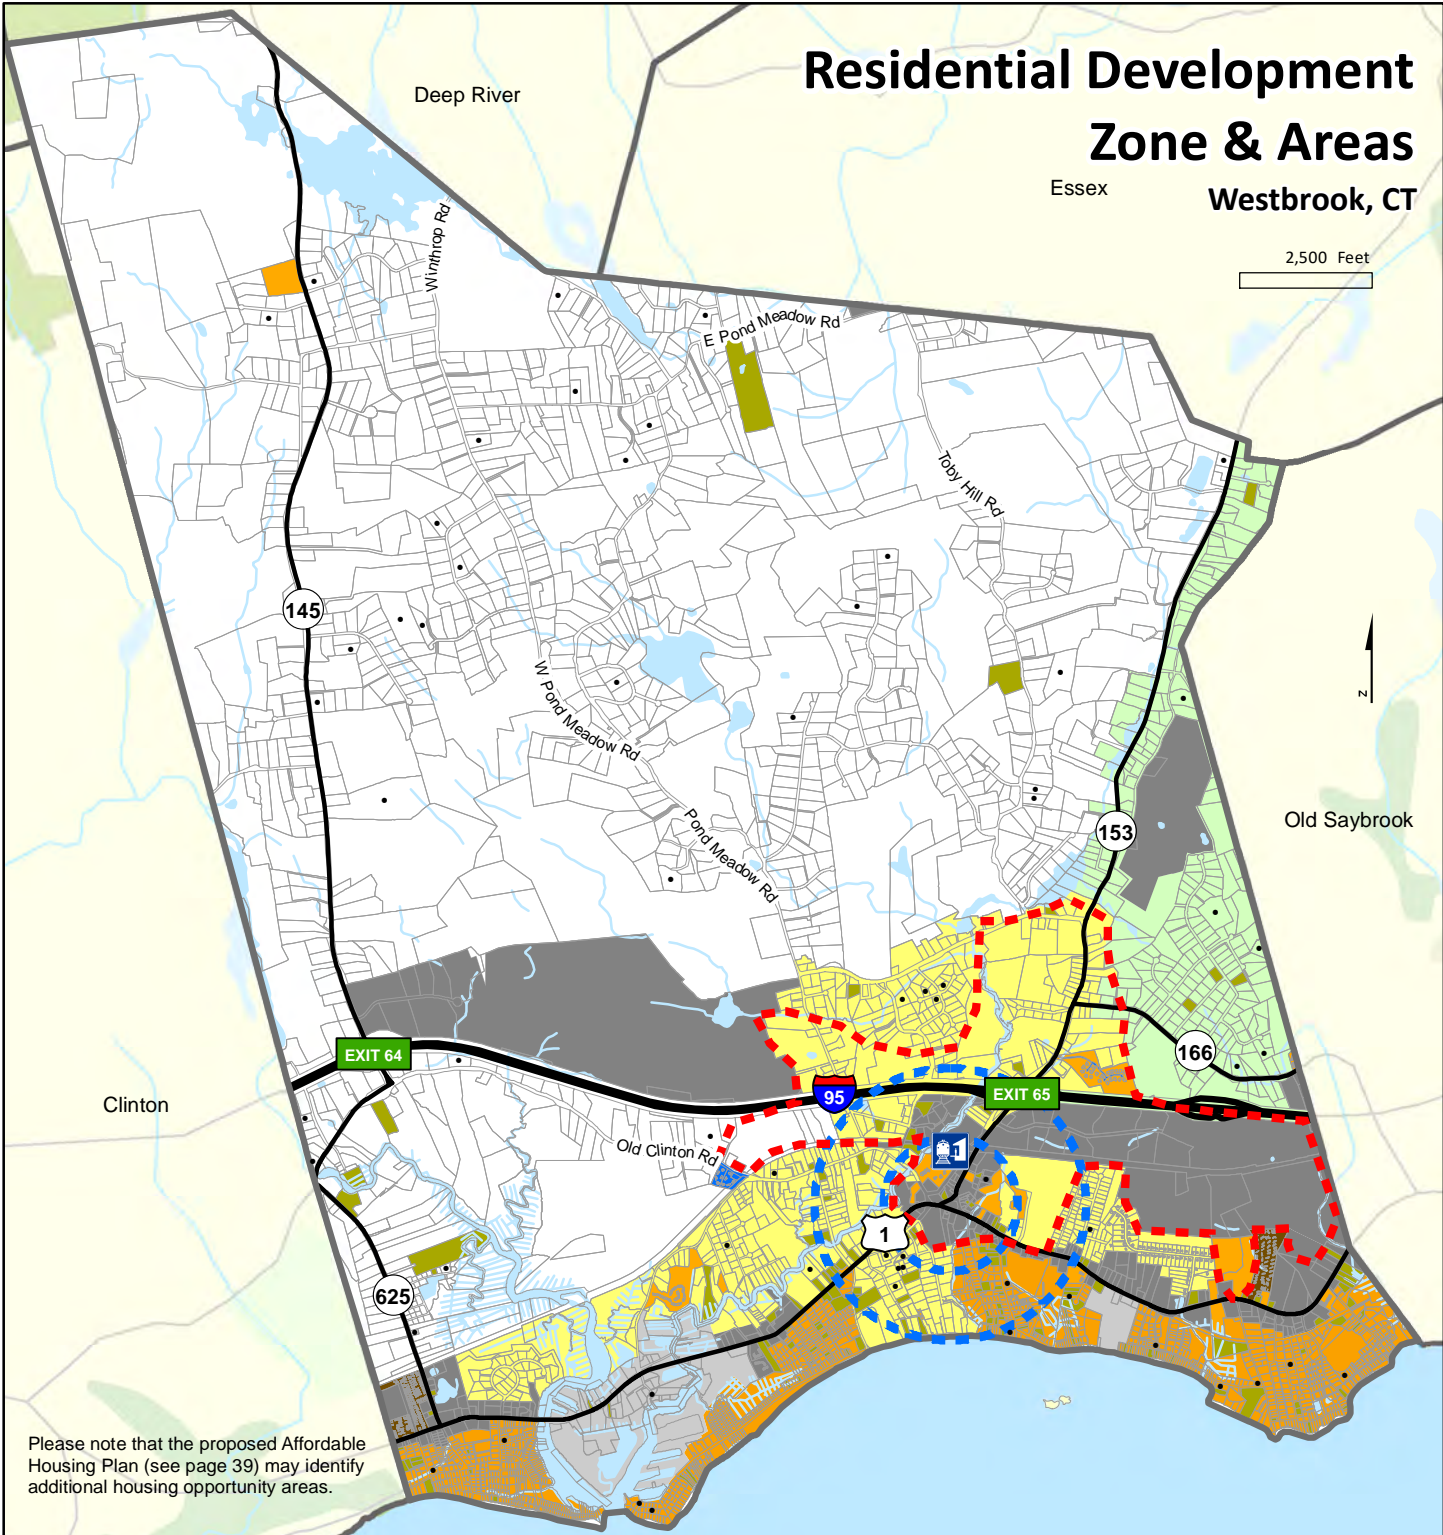 Residential Development
Zone & Areas
Westbrook, CT
2,500 Feet
Deep River
Essex
Winthrop Rd
E Pond Meadow Rd
Toby Hill Rd
145
W Pond Meadow Rd
Pond Meadow Rd
153
Old Saybrook
N
166
EXIT 64
95
EXIT 65
Clinton
Old Clinton Rd
1
625
Please note that the proposed Affordable
Housing Plan (see page 39) may identify
additional housing opportunity areas.